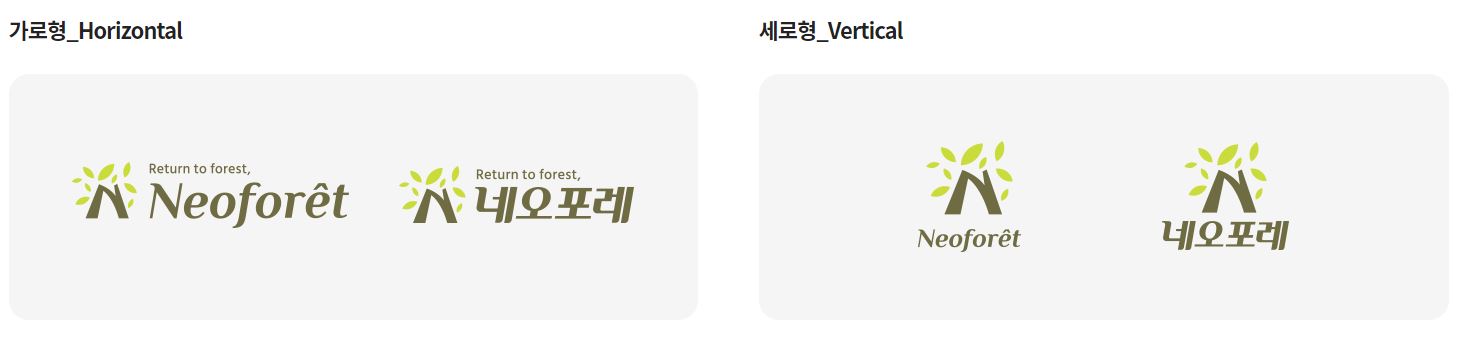 가로형_Horizontal
Return to forest,
Neoforêt
Return to forest,
네오포레
세로형_Vertical
Neoforêt
네오포레